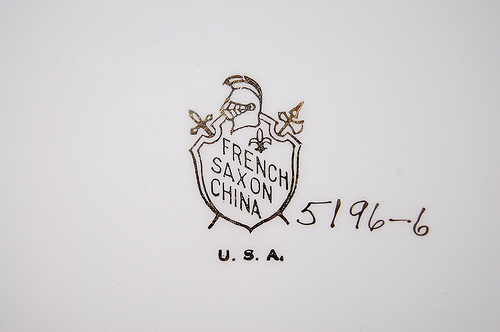 FRENCH
SAXON
CHINA
5196-6
U. S. A.